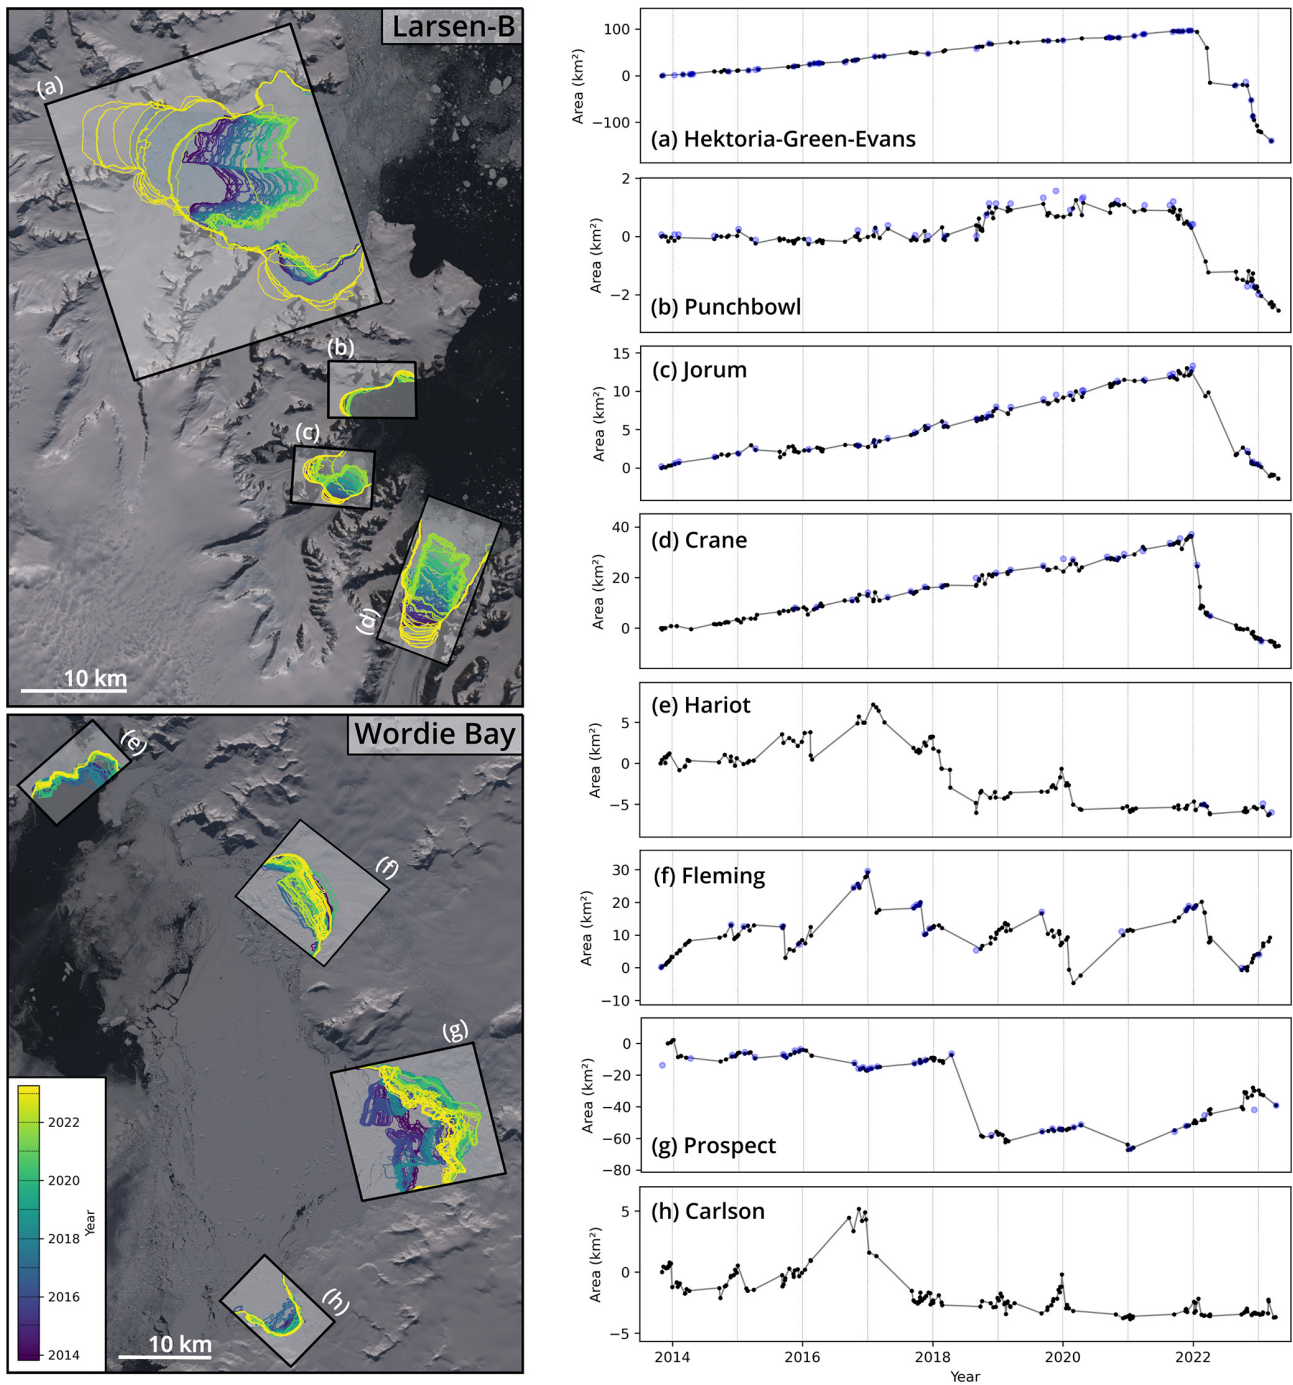 Larsen-B
(a)
(b)
(c)
(d)
10 km
Wordie Bay
(e)
(f)
(g)
(h)
10 km
2022
2020
2018
2016
2014
Year
100
0
−100
Area (km²)
(a) Hektoria-Green-Evans
2
0
−2
Area (km²)
(b) Punchbowl
15
10
5
0
Area (km²)
(c) Jorum
40
20
0
Area (km²)
(d) Crane
5
0
−5
Area (km²)
(e) Hariot
30
20
10
0
−10
Area (km²)
(f) Fleming
0
−20
−40
−60
−80
Area (km²)
(g) Prospect
5
0
−5
Area (km²)
(h) Carlson
2014 2016 2018 2020 2022
Year